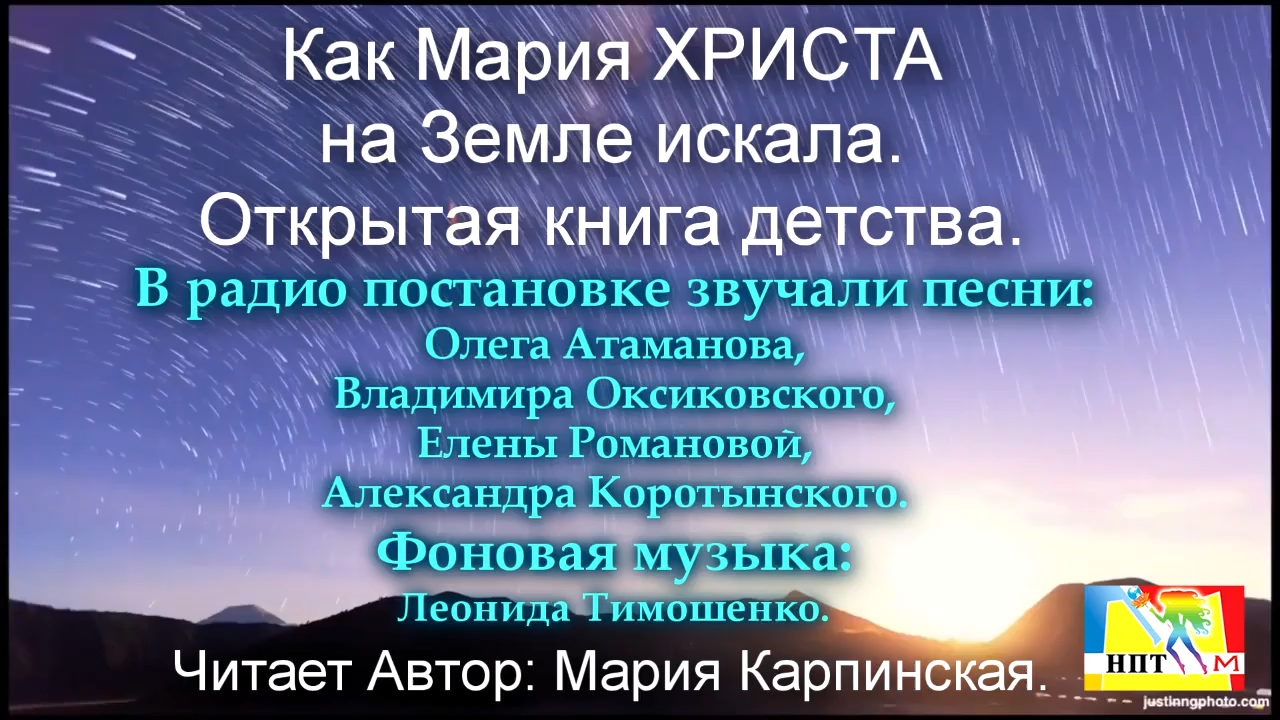 Как Мария ХРИСТА
на Земле искала.
Открытая книга детства.
В радио постановке звучали песни:
Олега Атаманова,
Владимира Оксиковского,
Елены Романовой,
Александра Коротынского.
Фоновая музыка:
Леонида Тимошенко.
Читает Автор: Мария Карпинская.
НПТ М
justiangphoto.com